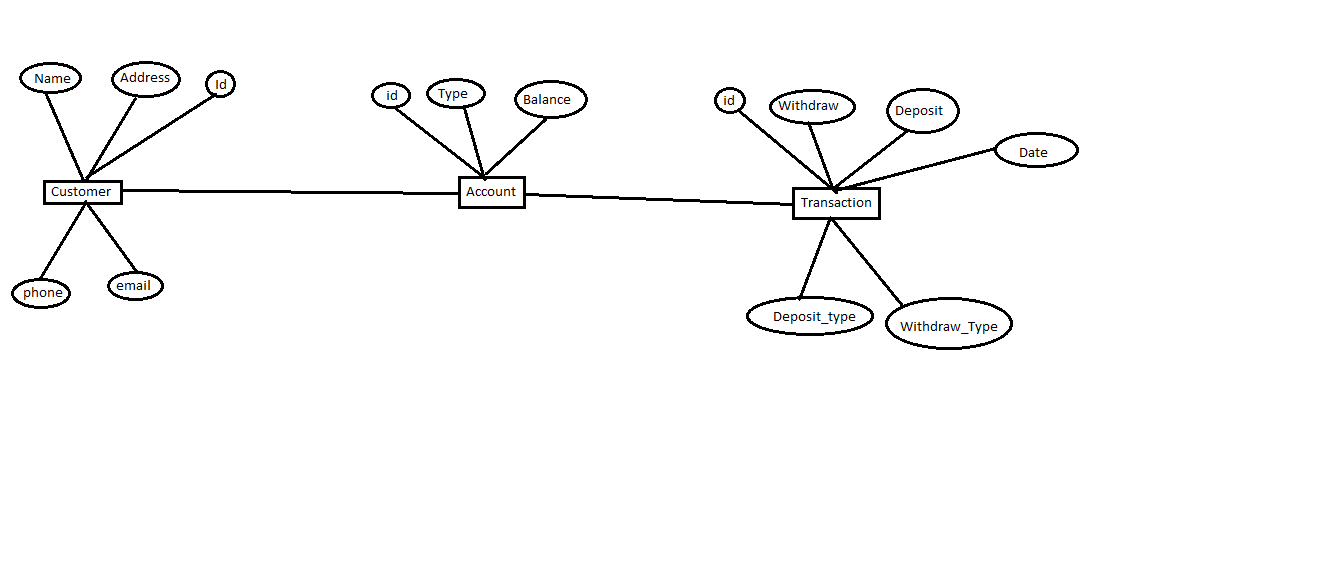 Name
Address
Id
id
Type
Balance
id
Withdraw
Deposit
Date
Customer
Account
Transaction
phone
email
Deposit_type
Withdraw_Type